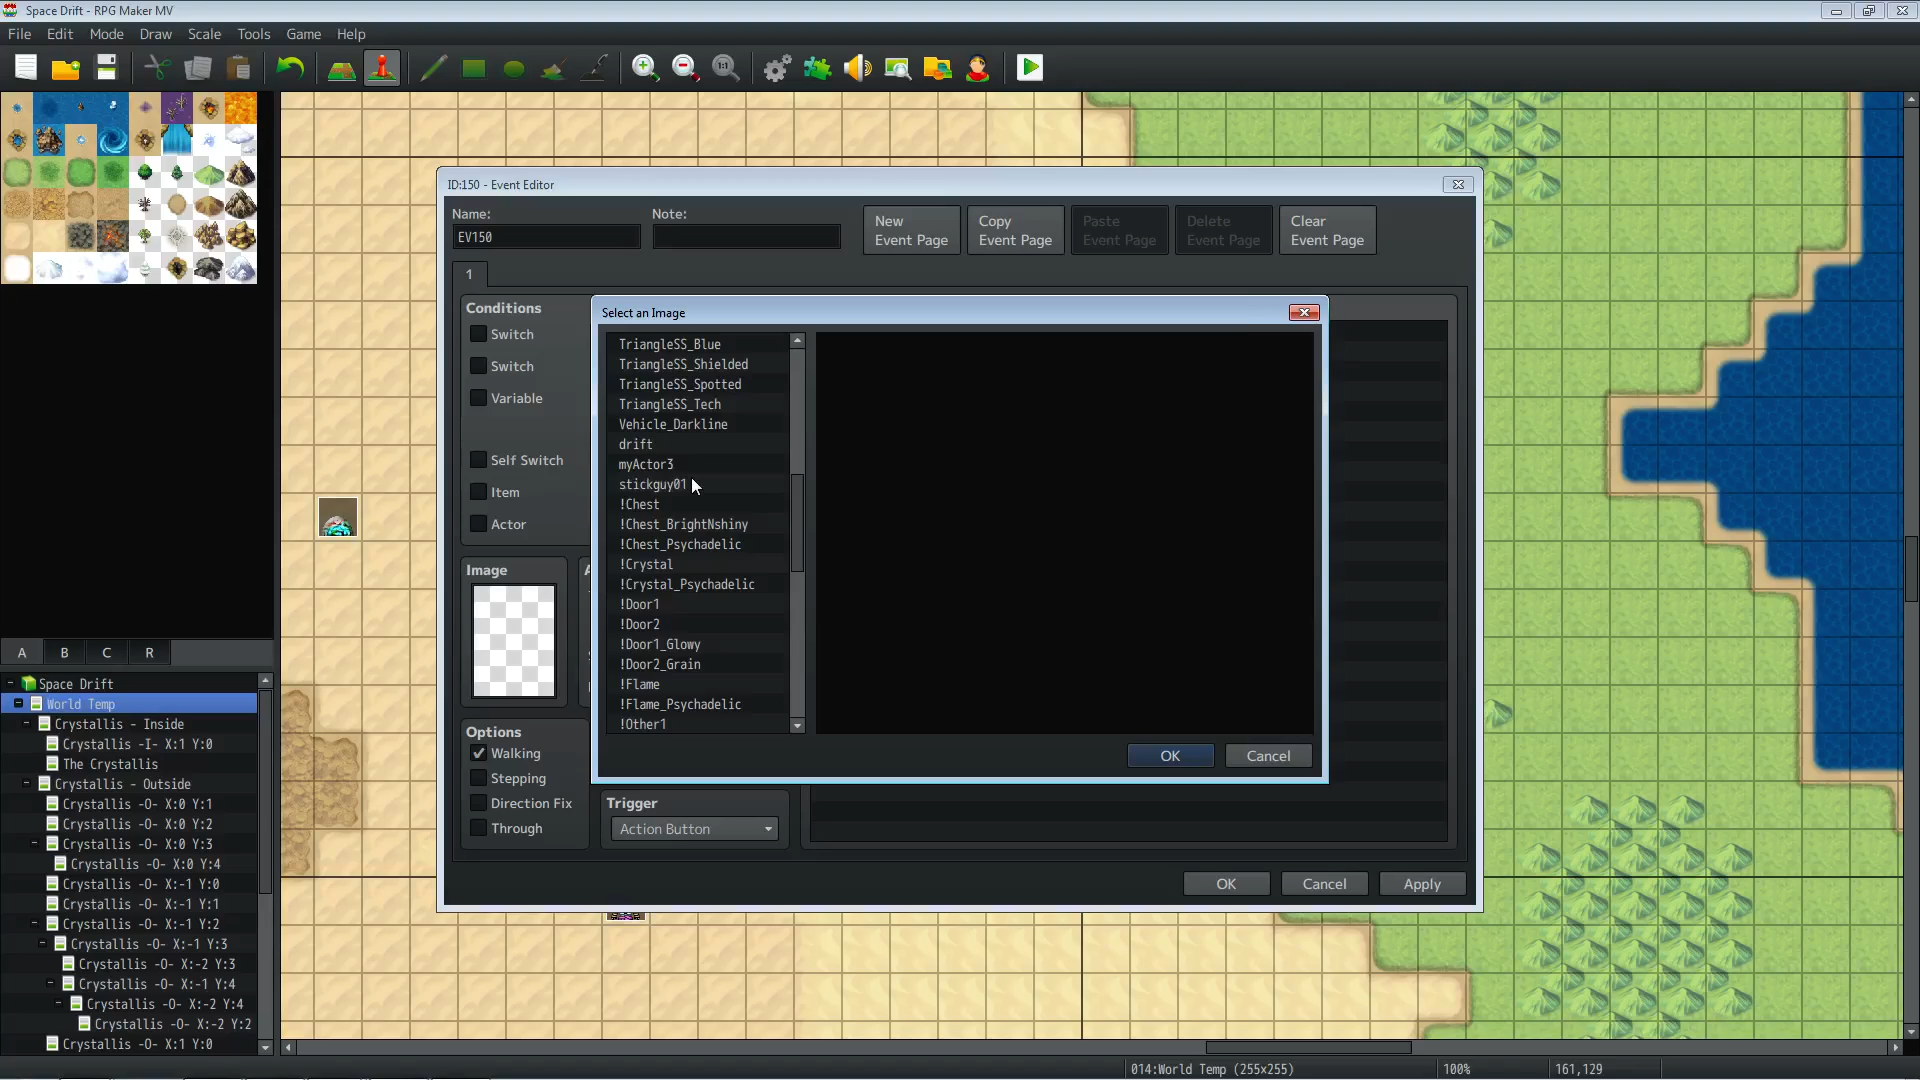 Space Drift - RPG Maker MV
File Edit Mode Draw Scale Tools Game Help
1:1
ID:150 - Event Editor
Name:
EV150
Note:
New
Event Page
Copy
Event Page
Paste
Event Page
Delete
Event Page
Clear
Event Page
1
Conditions
Switch
Switch
Variable
Self Switch
Item
Actor
Image
Options
Walking
Stepping
Direction Fix
Through
Trigger
Action Button
OK Cancel Apply
Select an Image
TriangleSS_Blue
TriangleSS_Shielded
TriangleSS_Spotted
TriangleSS_Tech
Vehicle_Darkline
drift
myActor3
stickguy01
!Chest
!Chest_BrightNshiny
!Chest_Psychadelic
!Crystal
!Crystal_Psychadelic
!Door1
!Door2
!Door1_Glowy
!Door2_Grain
!Flame
!Flame_Psychadelic
!Other1
OK Cancel
A B C R
Space Drift
World Temp
Crystallis - Inside
Crystallis -I- X:1 Y:0
The Crystallis
Crystallis - Outside
Crystallis -O- X:0 Y:1
Crystallis -O- X:0 Y:2
Crystallis -O- X:0 Y:3
Crystallis -O- X:0 Y:4
Crystallis -O- X:-1 Y:0
Crystallis -O- X:-1 Y:1
Crystallis -O- X:-1 Y:2
Crystallis -O- X:-1 Y:3
Crystallis -O- X:-2 Y:3
Crystallis -O- X:-1 Y:4
Crystallis -O- X:-2 Y:4
Crystallis -O- X:-2 Y:2
Crystallis -O- X:1 Y:0
014:World Temp (255x255) 100% 161,129